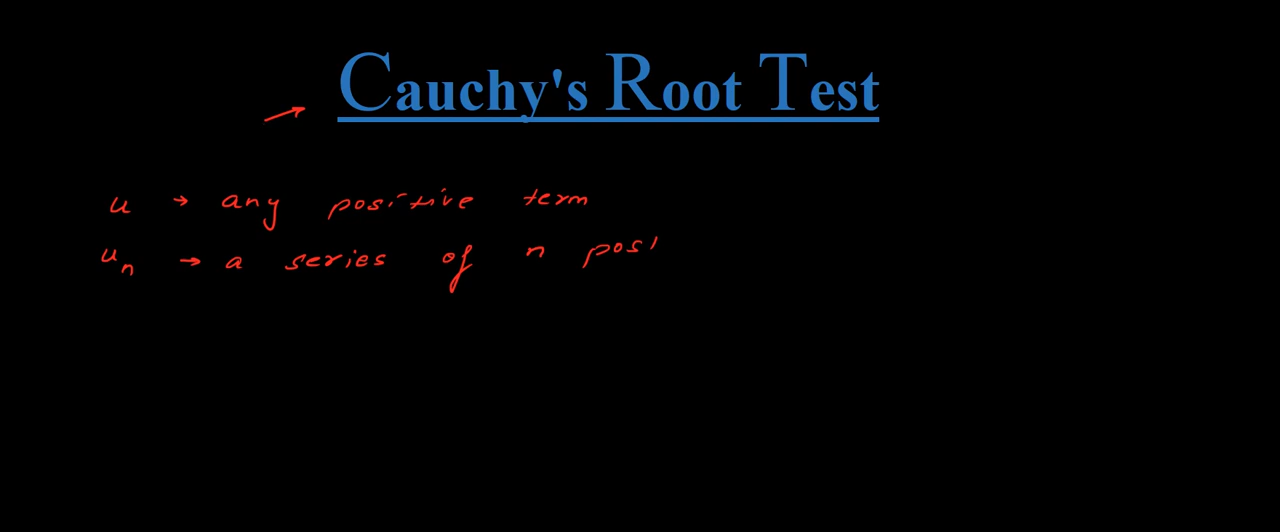 Cauchy's Root Test
u → any positive term
uₙ → a series of n posi